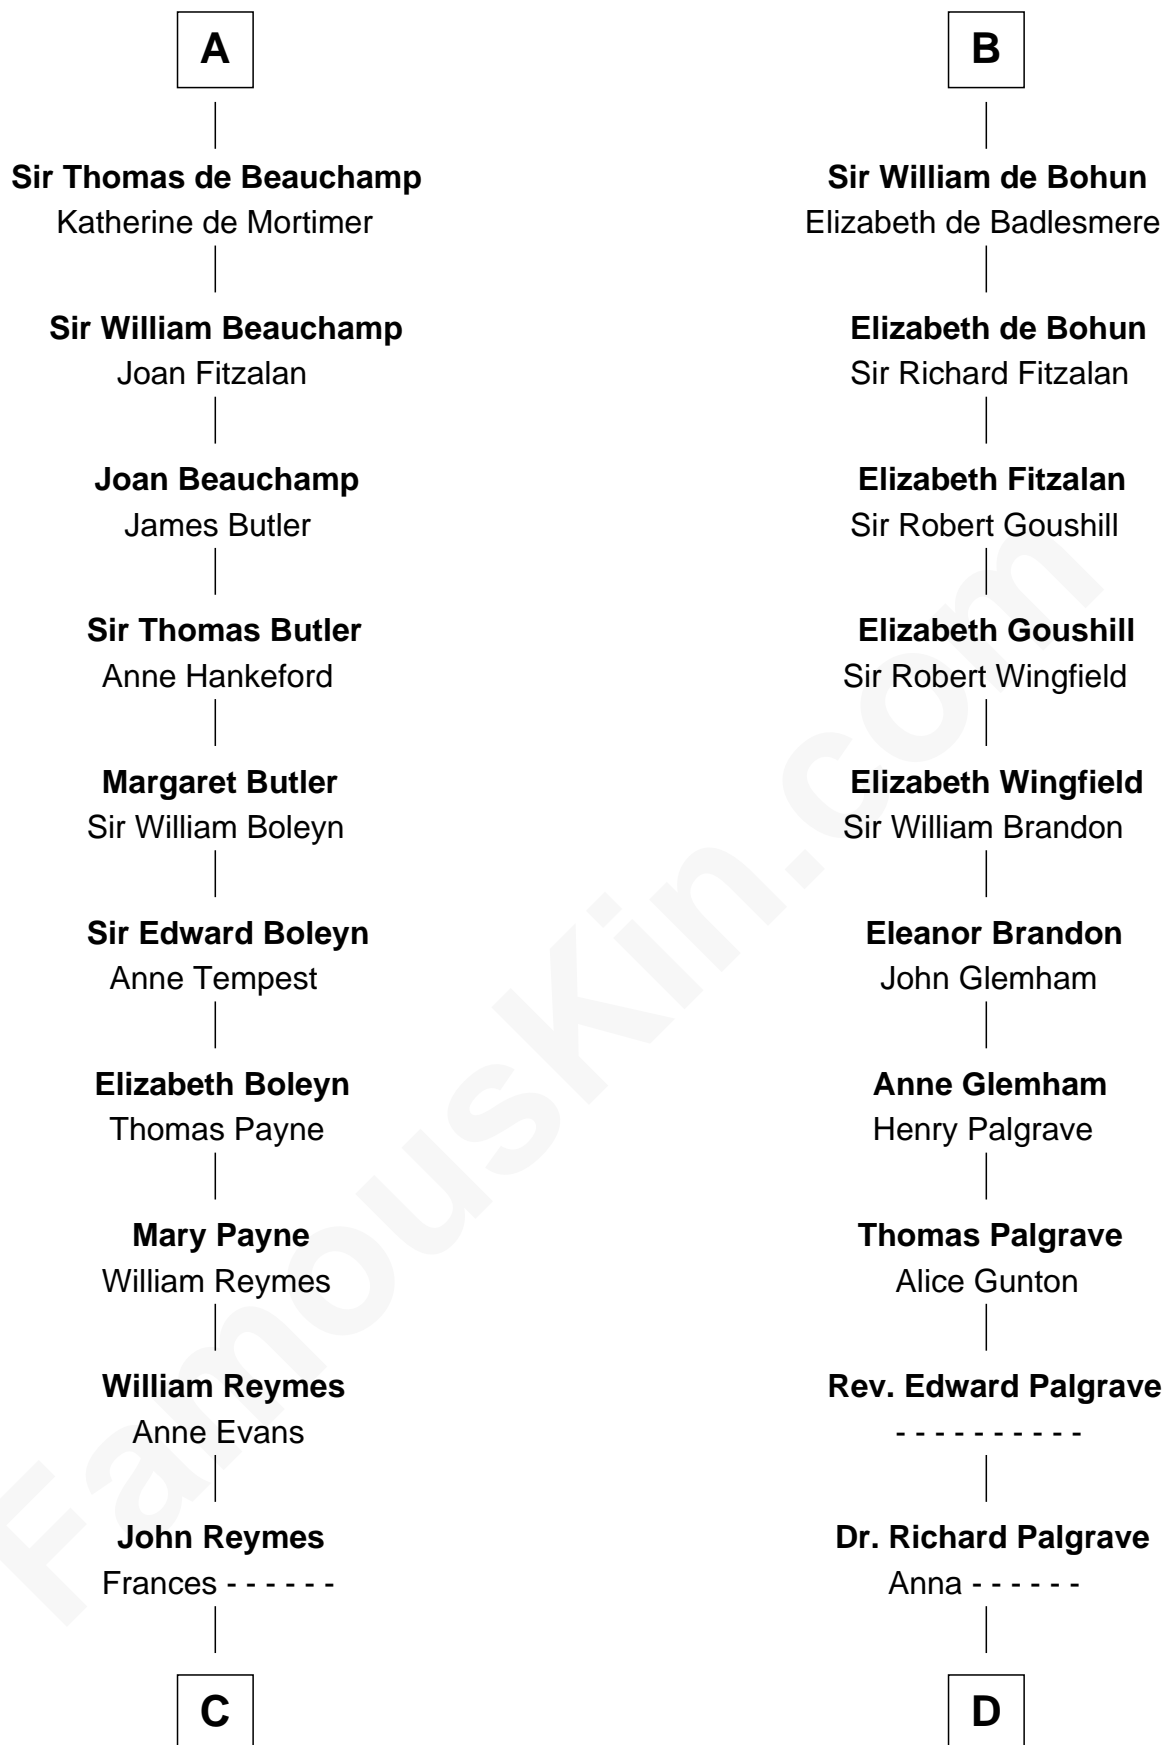 A
Sir Thomas de Beauchamp
Katherine de Mortimer
Sir William Beauchamp
Joan Fitzalan
Joan Beauchamp
James Butler
Sir Thomas Butler
Anne Hankeford
Margaret Butler
Sir William Boleyn
Sir Edward Boleyn
Anne Tempest
Elizabeth Boleyn
Thomas Payne
Mary Payne
William Reymes
William Reymes
Anne Evans
John Reymes
Frances - - - - - -
C
B
Sir William de Bohun
Elizabeth de Badlesmere
Elizabeth de Bohun
Sir Richard Fitzalan
Elizabeth Fitzalan
Sir Robert Goushill
Elizabeth Goushill
Sir Robert Wingfield
Elizabeth Wingfield
Sir William Brandon
Eleanor Brandon
John Glemham
Anne Glemham
Henry Palgrave
Thomas Palgrave
Alice Gunton
Rev. Edward Palgrave
- - - - - - - - - -
Dr. Richard Palgrave
Anna - - - - - -
D
FamousKin.com